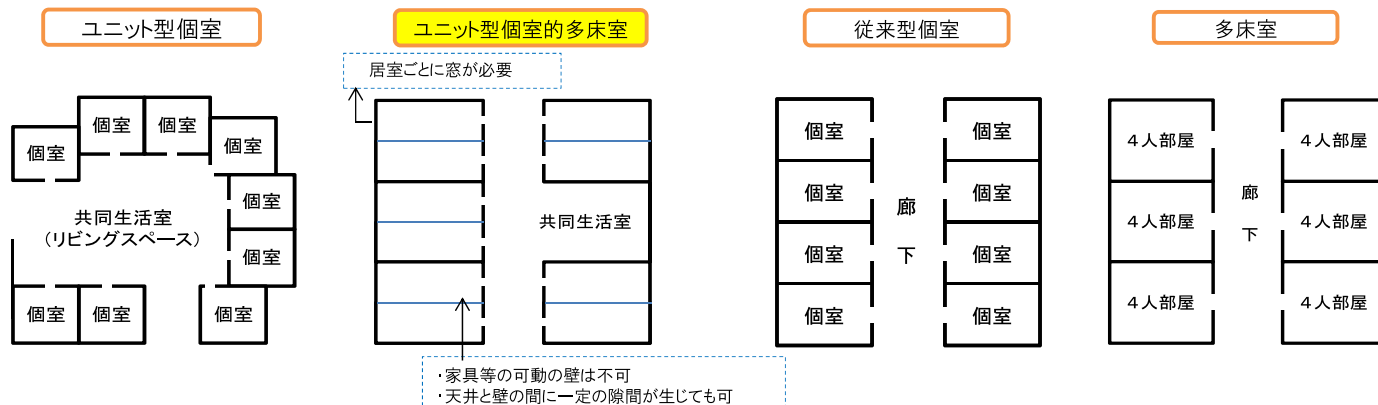 ユニット型個室
ユニット型個室的多床室
従来型個室
多床室
居室ごとに窓が必要
個室
個室
個室
個室
個室
個室
個室
個室
個室
共同生活室
（リビングスペース）
共同生活室
・家具等の可動の壁は不可
・天井と壁の間に一定の隙間が生じても可
個室
個室
個室
個室
個室
個室
個室
個室
廊
下
４人部屋
４人部屋
４人部屋
４人部屋
４人部屋
４人部屋
廊
下